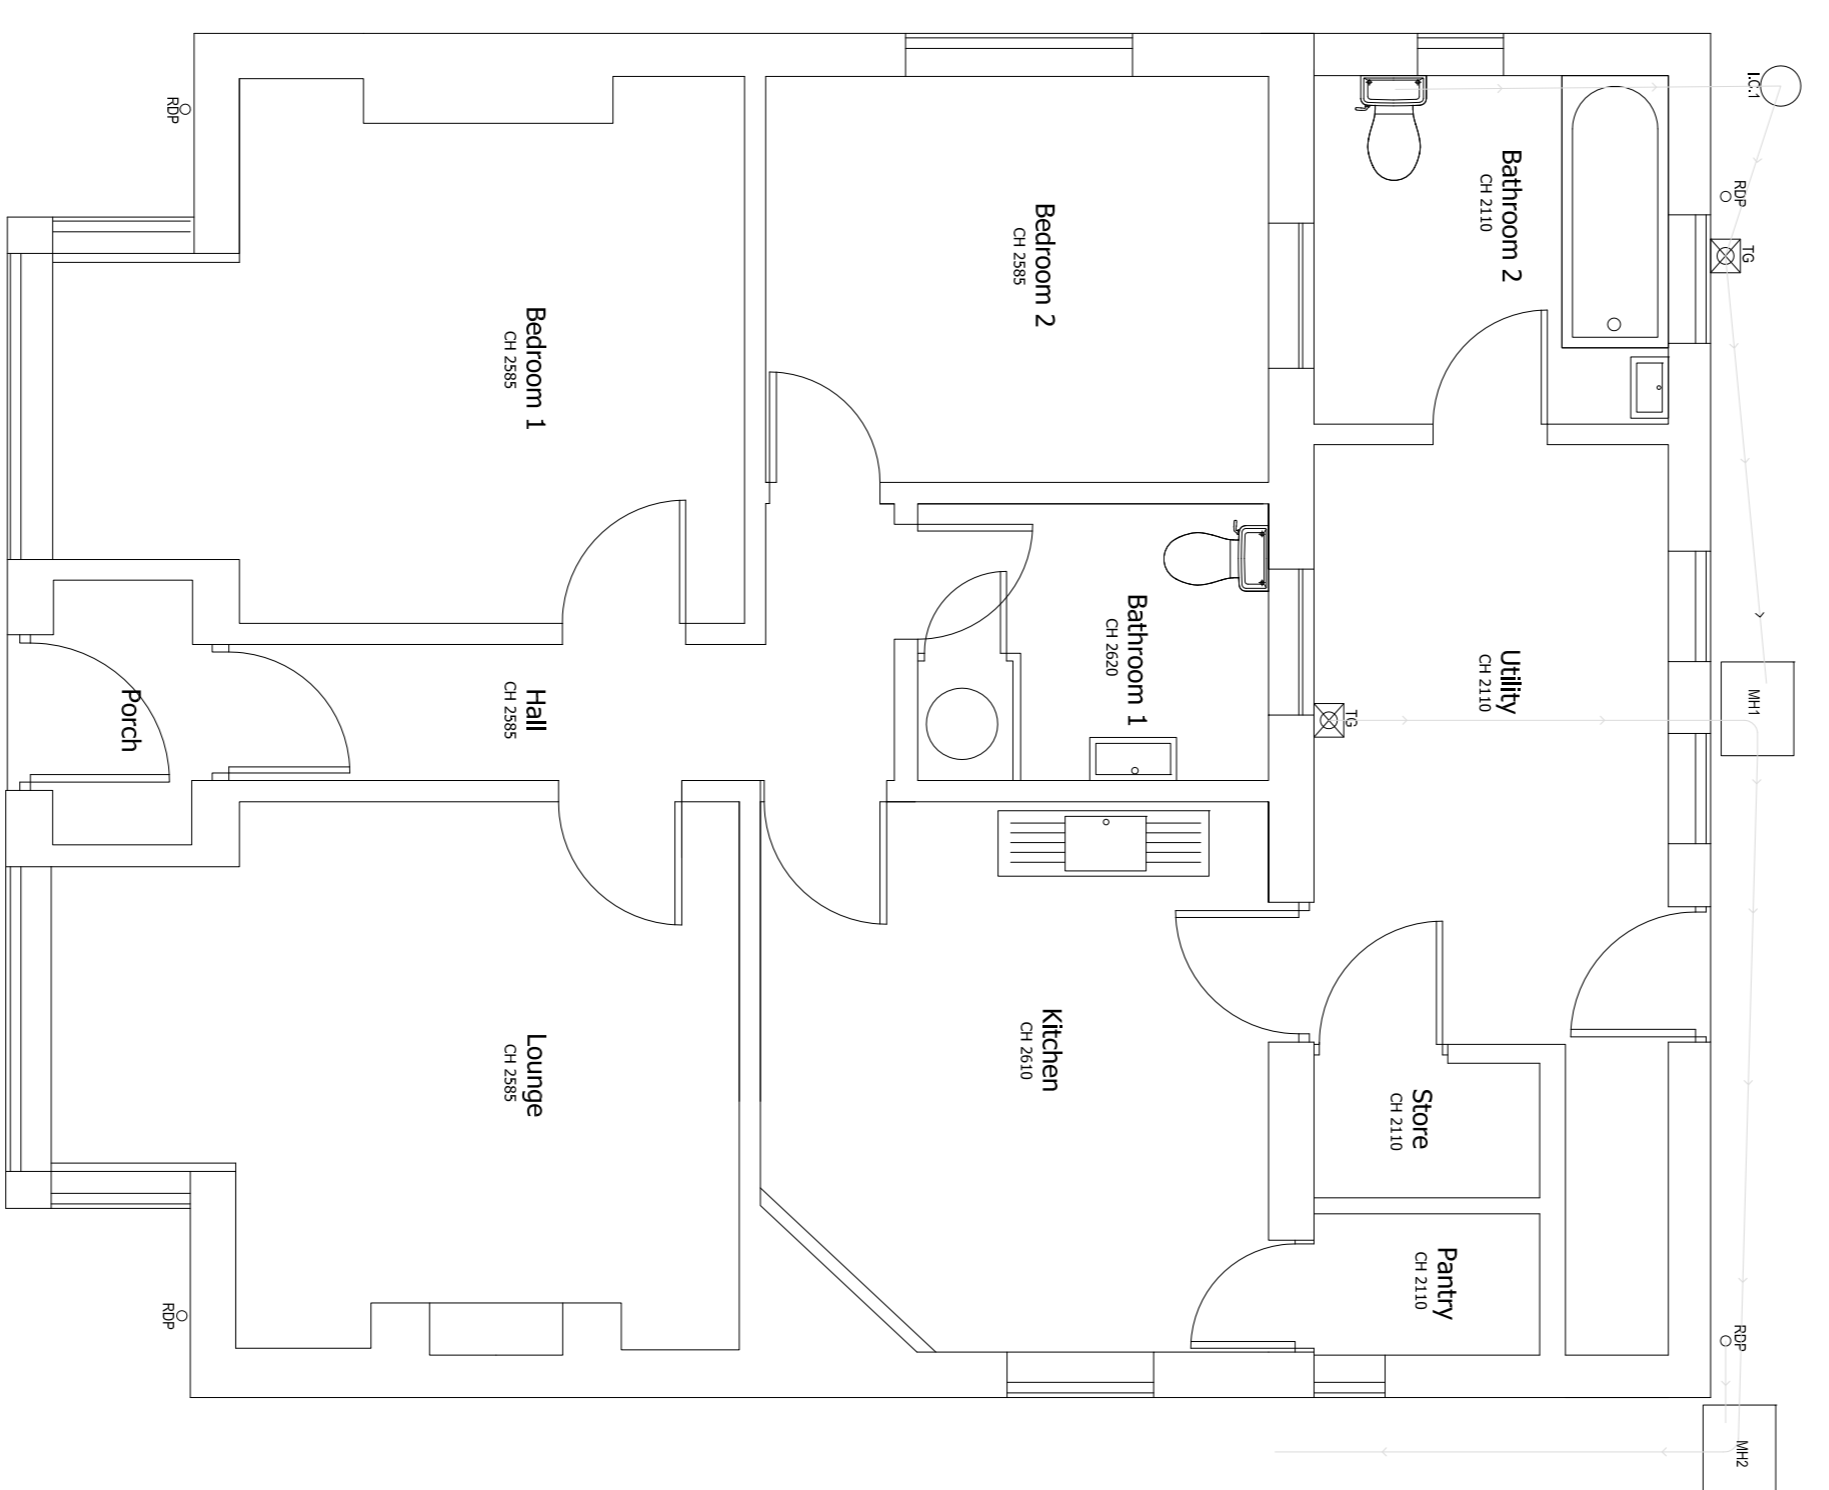 I.C.1
RDP
TG
Bathroom 2
CH 2110
Bedroom 2
CH 2585
Bedroom 1
CH 2585
RDP
MH1
Utility
CH 2110
TG
Bathroom 1
CH 2620
Hall
CH 2585
Porch
Store
CH 2110
Kitchen
CH 2610
Lounge
CH 2585
Pantry
CH 2110
RDP
RDP
MH2